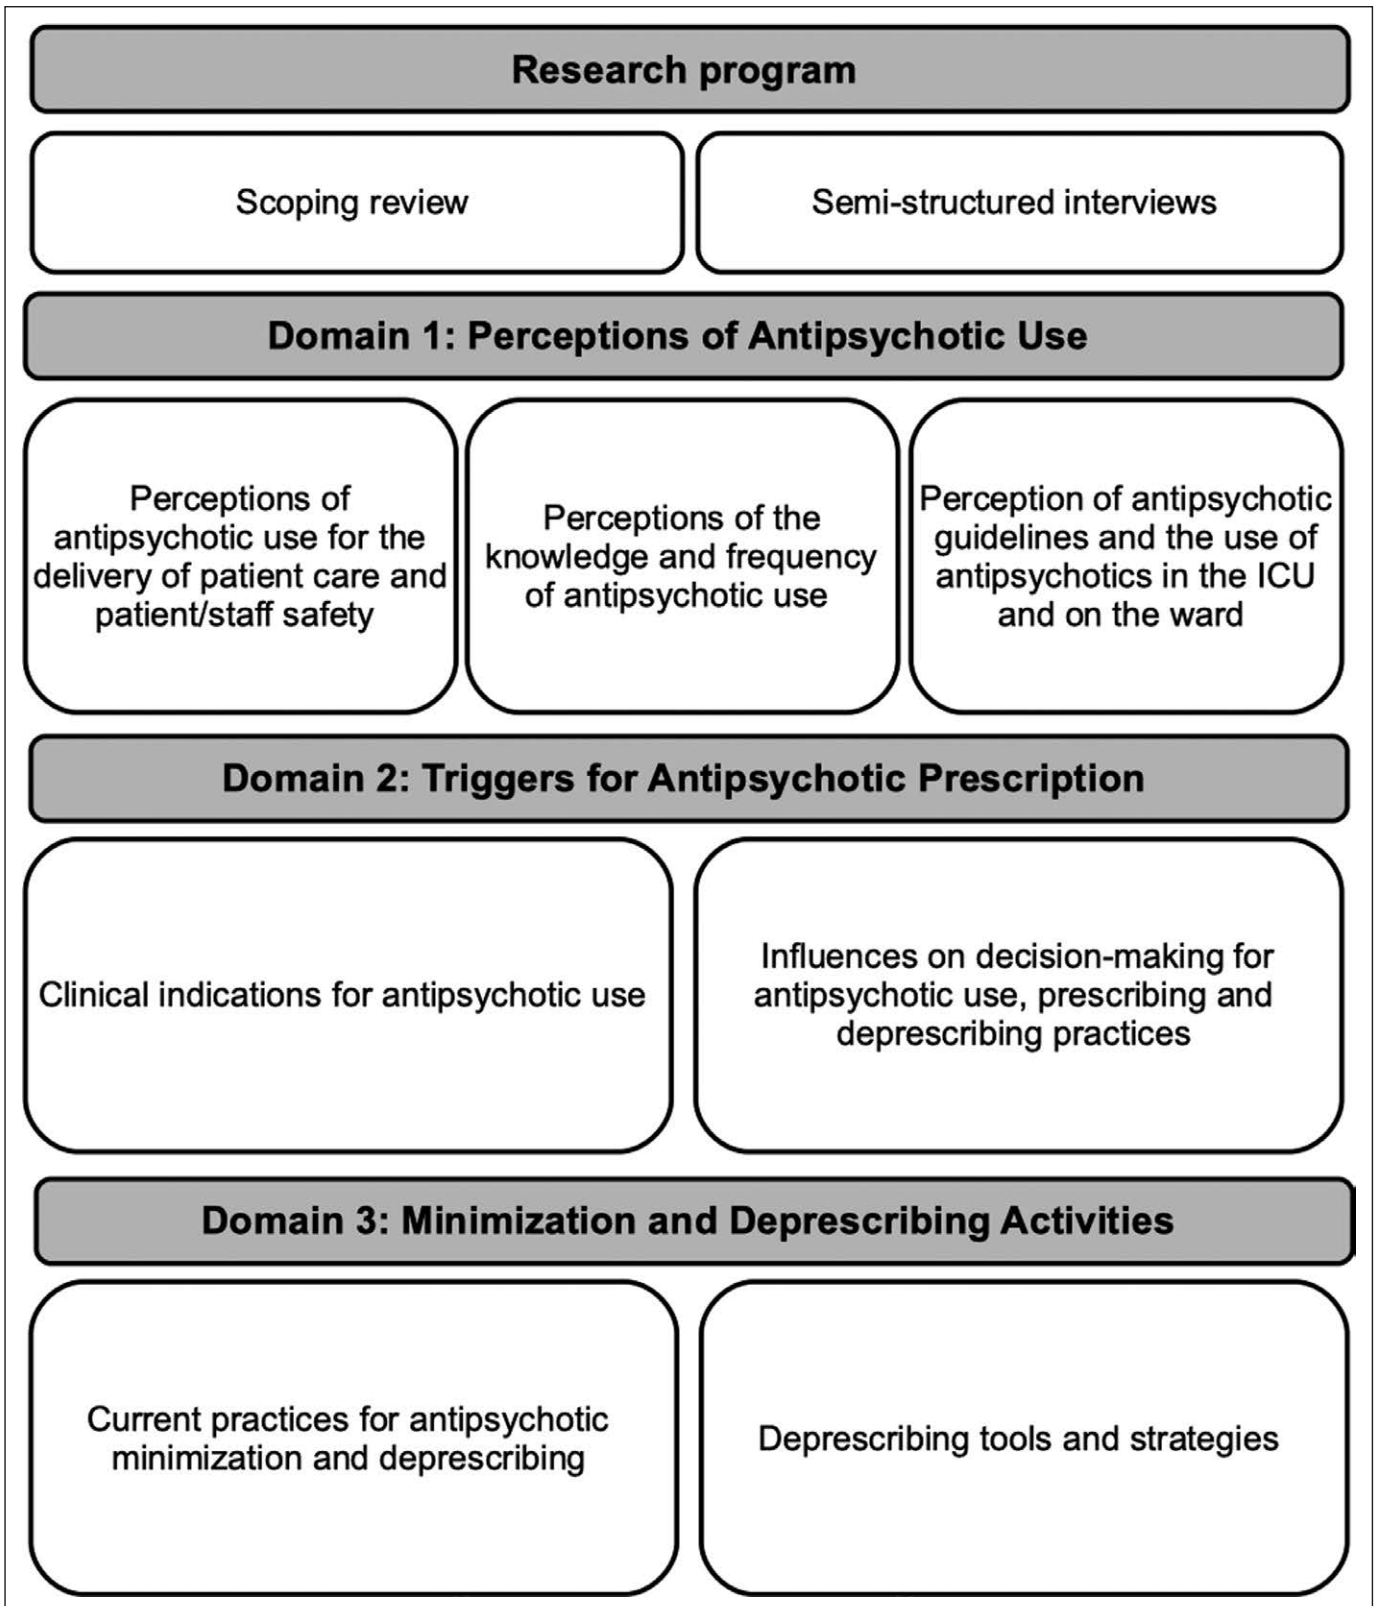 Research program
Scoping review
Semi-structured interviews
Domain 1: Perceptions of Antipsychotic Use
Perceptions of
antipsychotic use for the
delivery of patient care and
patient/staff safety
Perceptions of the
knowledge and frequency
of antipsychotic use
Perception of antipsychotic
guidelines and the use of
antipsychotics in the ICU
and on the ward
Domain 2: Triggers for Antipsychotic Prescription
Clinical indications for antipsychotic use
Influences on decision-making for
antipsychotic use, prescribing and
deprescribing practices
Domain 3: Minimization and Deprescribing Activities
Current practices for antipsychotic
minimization and deprescribing
Deprescribing tools and strategies